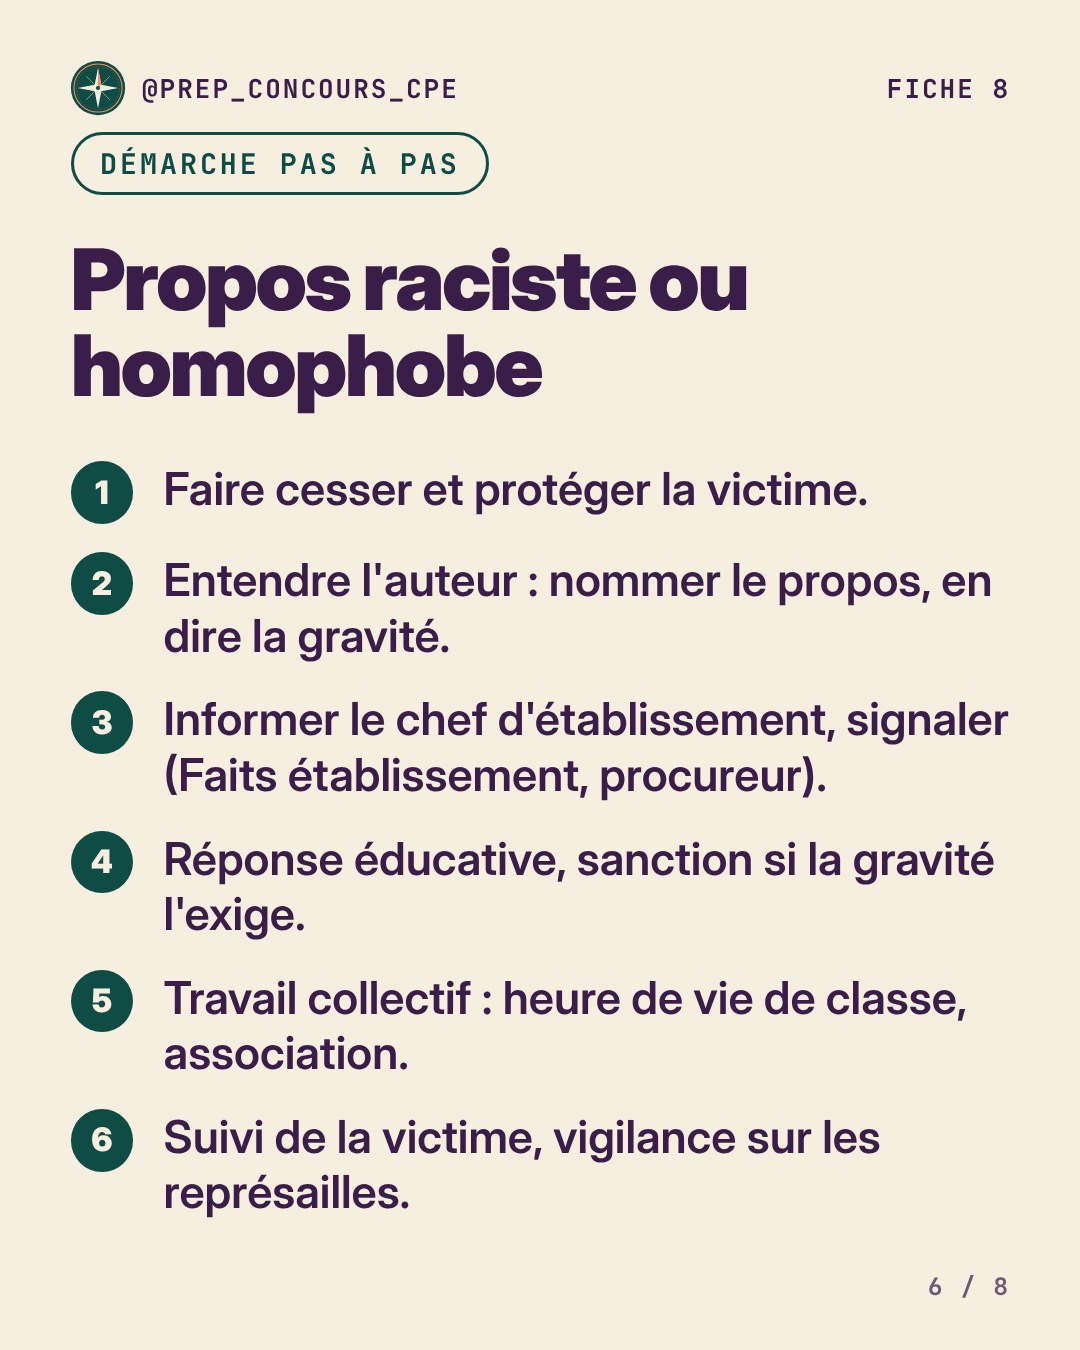 @PREP_CONCOURS_CPE
FICHE 8
DÉMARCHE PAS À PAS
Propos raciste ou
homophobe
1 Faire cesser et protéger la victime.
2 Entendre l'auteur : nommer le propos, en
dire la gravité.
3 Informer le chef d'établissement, signaler
(Faits établissement, procureur).
4 Réponse éducative, sanction si la gravité
l'exige.
5 Travail collectif : heure de vie de classe,
association.
6 Suivi de la victime, vigilance sur les
représailles.
6 / 8